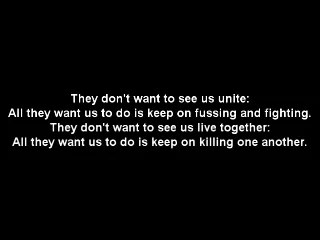 They don't want to see us unite:
All they want us to do is keep on fussing and fighting.
They don't want to see us live together:
All they want us to do is keep on killing one another.